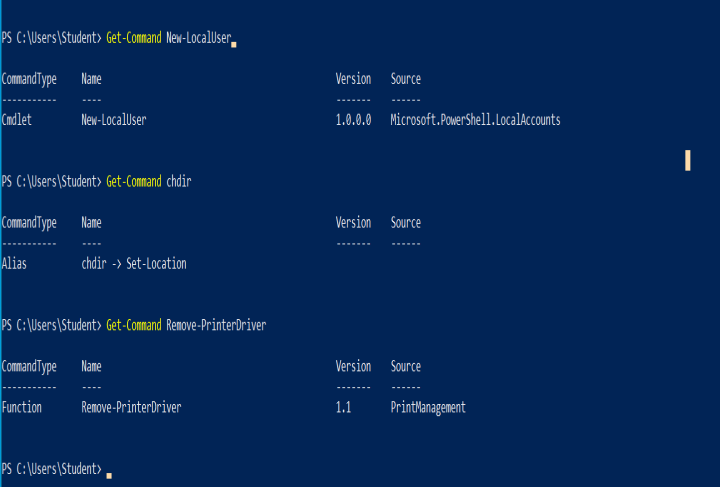 PS C:\Users\Student> Get-Command New-LocalUser
CommandType Name Version Source
----------- ---- ------- ------
Cmdlet New-LocalUser 1.0.0.0 Microsoft.PowerShell.LocalAccounts
PS C:\Users\Student> Get-Command chdir
CommandType Name Version Source
----------- ---- ------- ------
Alias chdir -> Set-Location
PS C:\Users\Student> Get-Command Remove-PrinterDriver
CommandType Name Version Source
----------- ---- ------- ------
Function Remove-PrinterDriver 1.1 PrintManagement
PS C:\Users\Student>